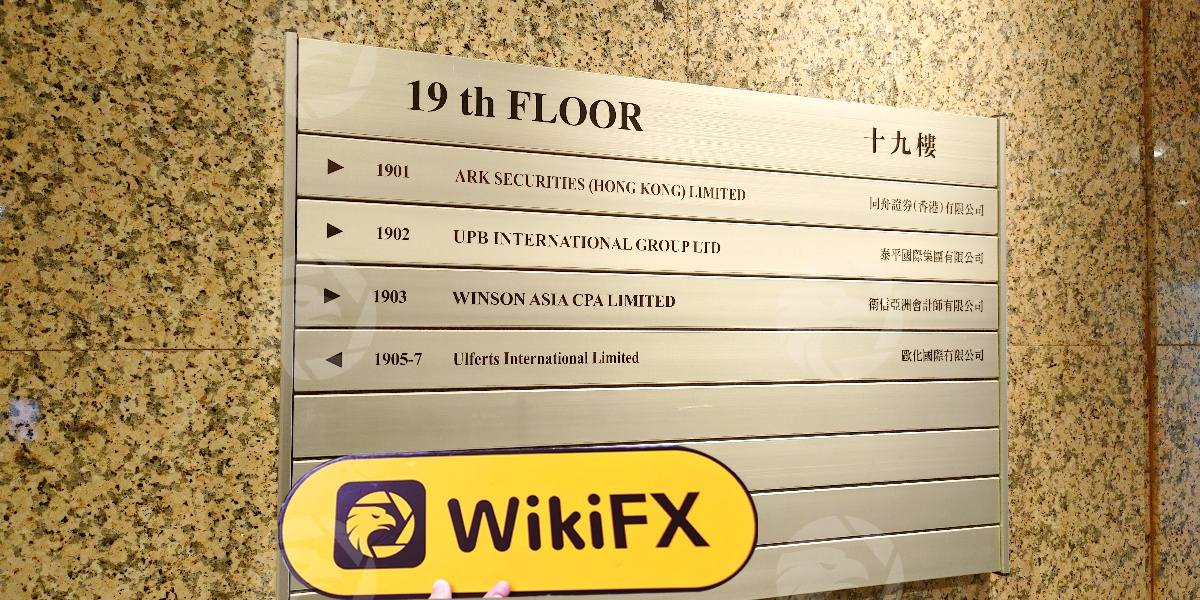 19 th FLOOR 十九樓
▶ 1901 ARK SECURITIES (HONG KONG) LIMITED 同舟證券(香港)有限公司
▶ 1902 UPB INTERNATIONAL GROUP LTD 泰平國際集團有限公司
▶ 1903 WINSON ASIA CPA LIMITED 衛信亞洲會計師有限公司
◀ 1905-7 Ulferts International Limited 歐化國際有限公司
WikiFX